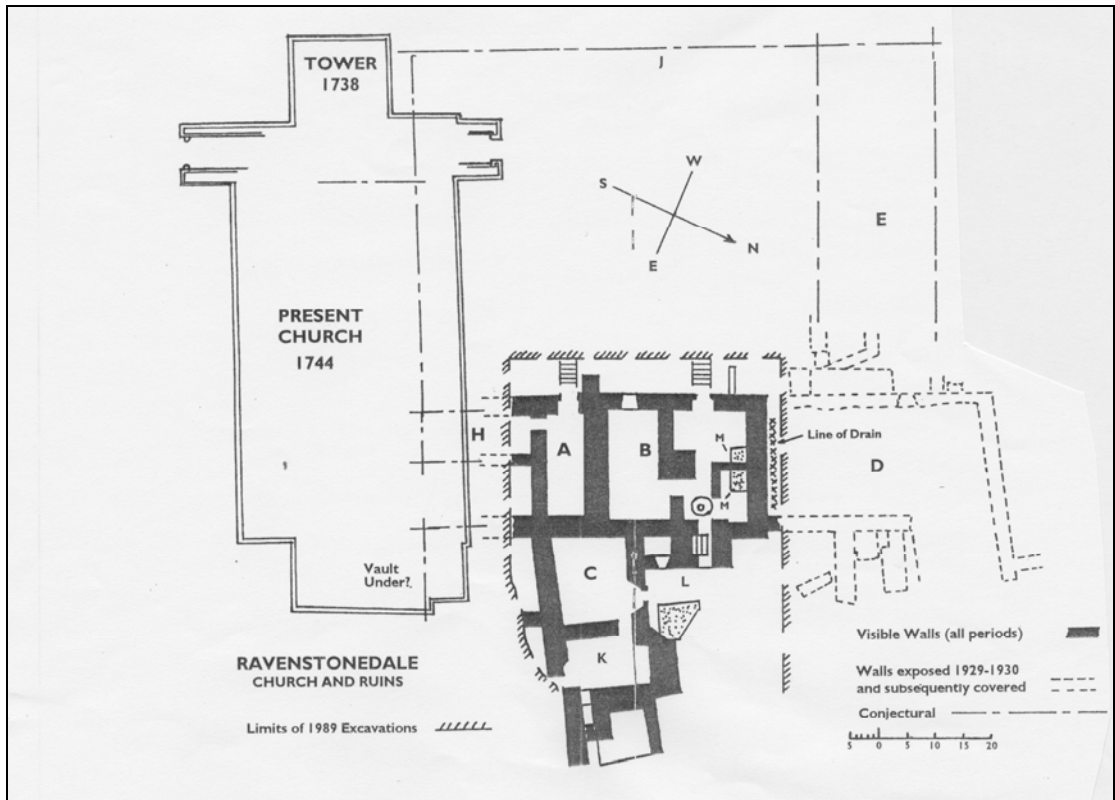 TOWER
1738
J
W
S
N
E
E
PRESENT
CHURCH
1744
H
A
B
M
M
Line of Drain
D
C
L
K
Vault
Under?
RAVENSTONEDALE
CHURCH AND RUINS
Limits of 1989 Excavations
Visible Walls (all periods)
Walls exposed 1929-1930
and subsequently covered
Conjectural
5 0 5 10 15 20